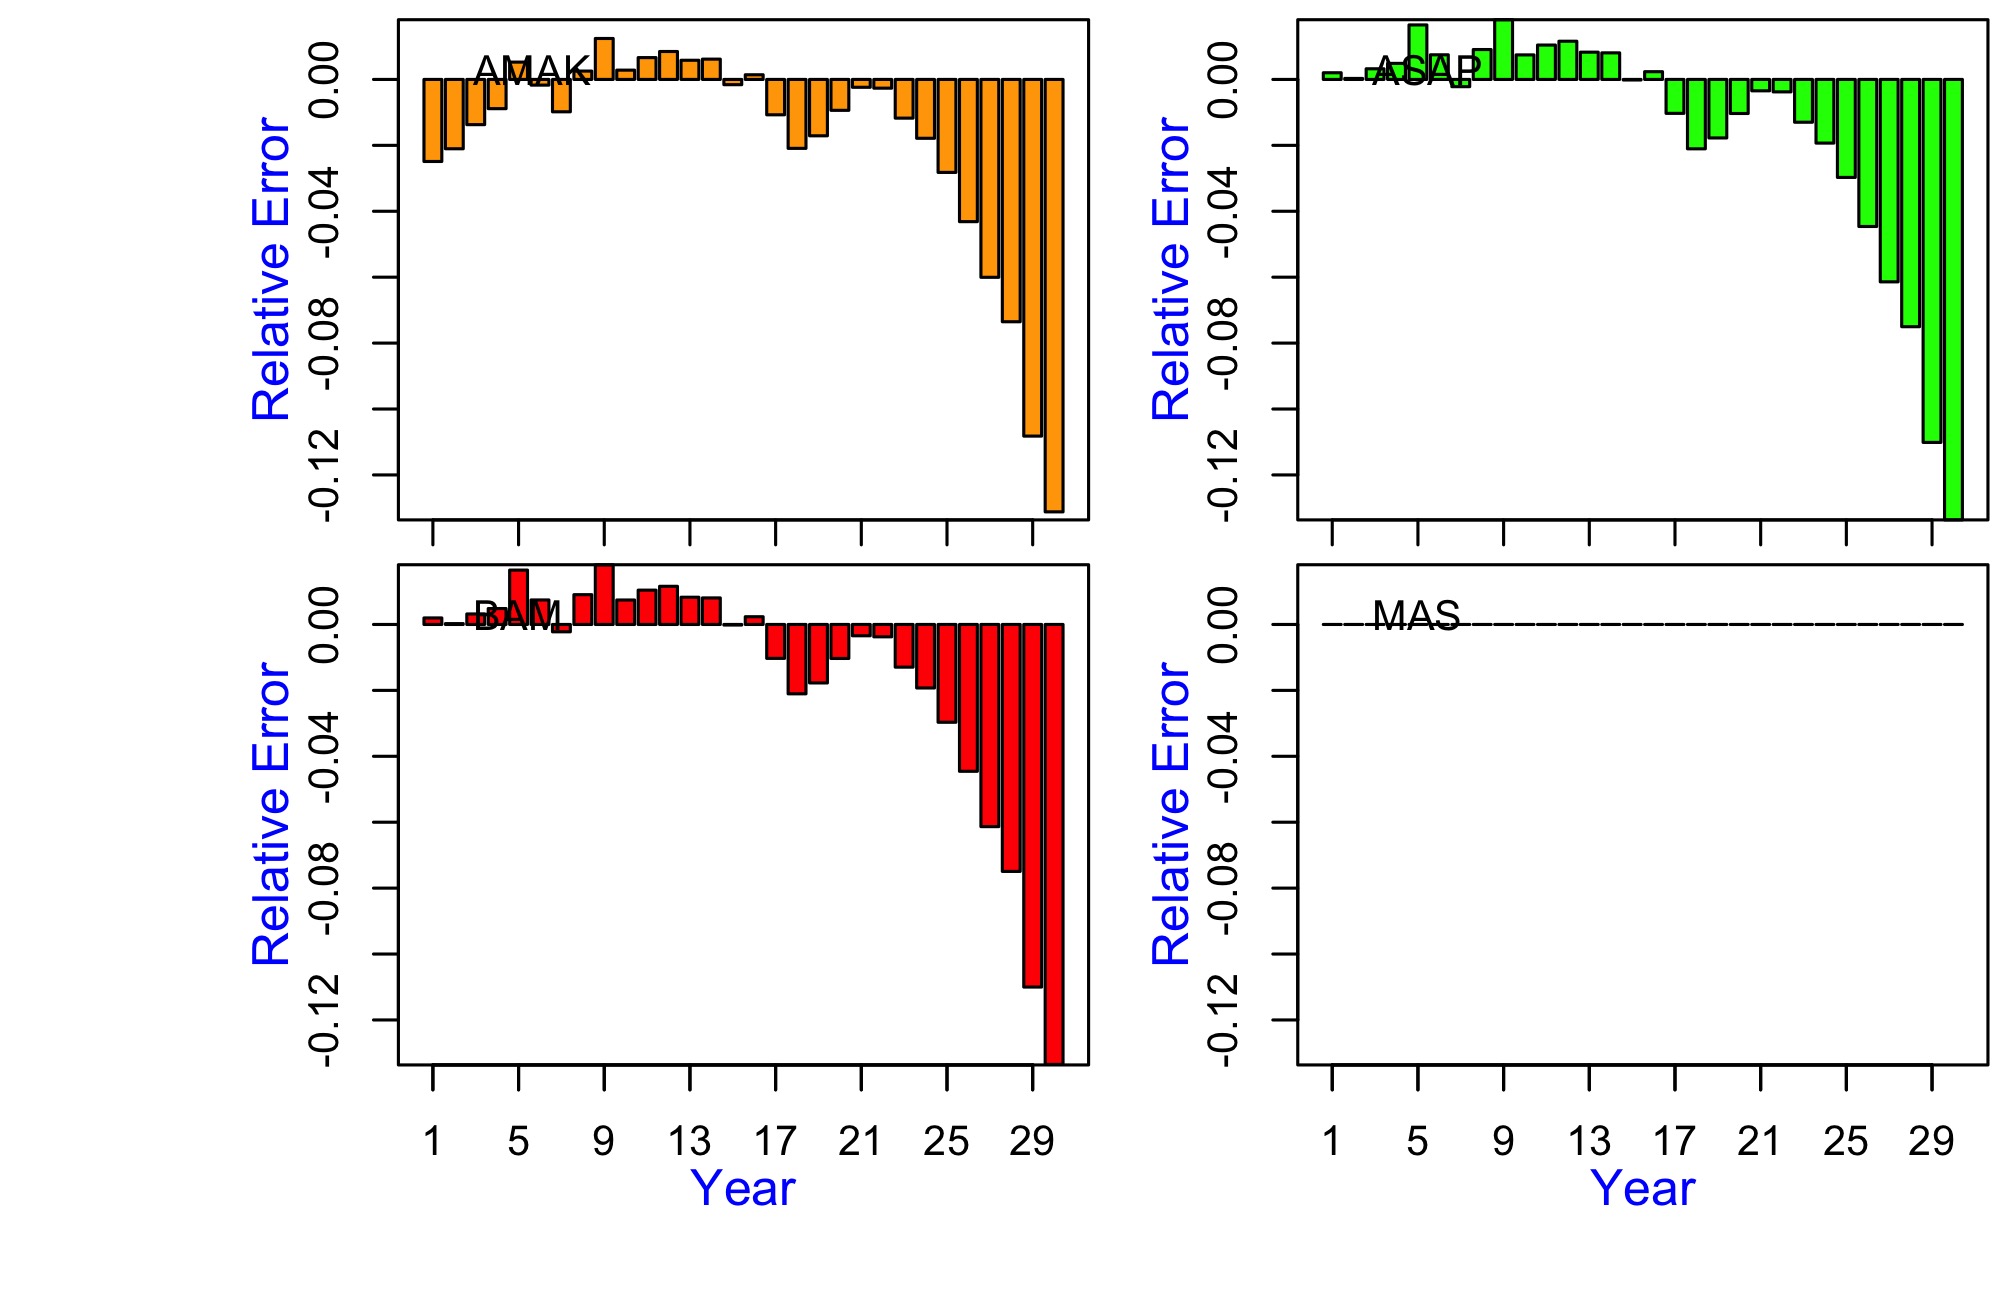 AMAK
Relative Error
0.00
-0.04
-0.08
-0.12
ASAP
Relative Error
0.00
-0.04
-0.08
-0.12
BAM
Relative Error
0.00
-0.04
-0.08
-0.12
1 5 9 13 17 21 25 29
Year
MAS
Relative Error
0.00
-0.04
-0.08
-0.12
1 5 9 13 17 21 25 29
Year